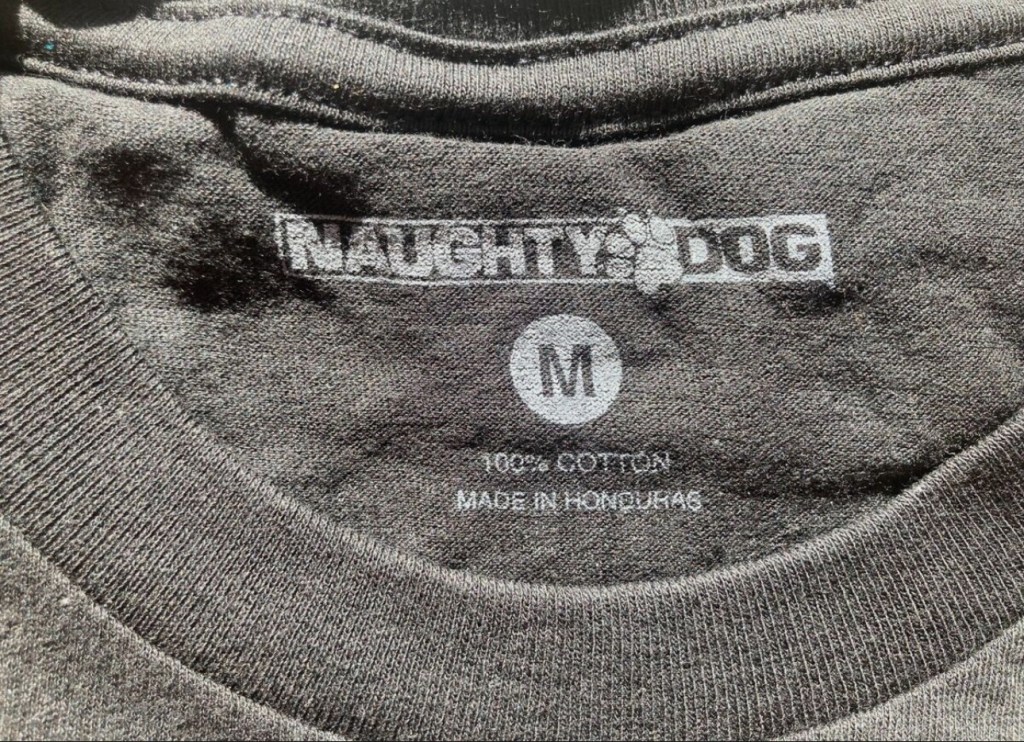 NAUGHTY DOG
M
100% COTTON
MADE IN HONDURAS